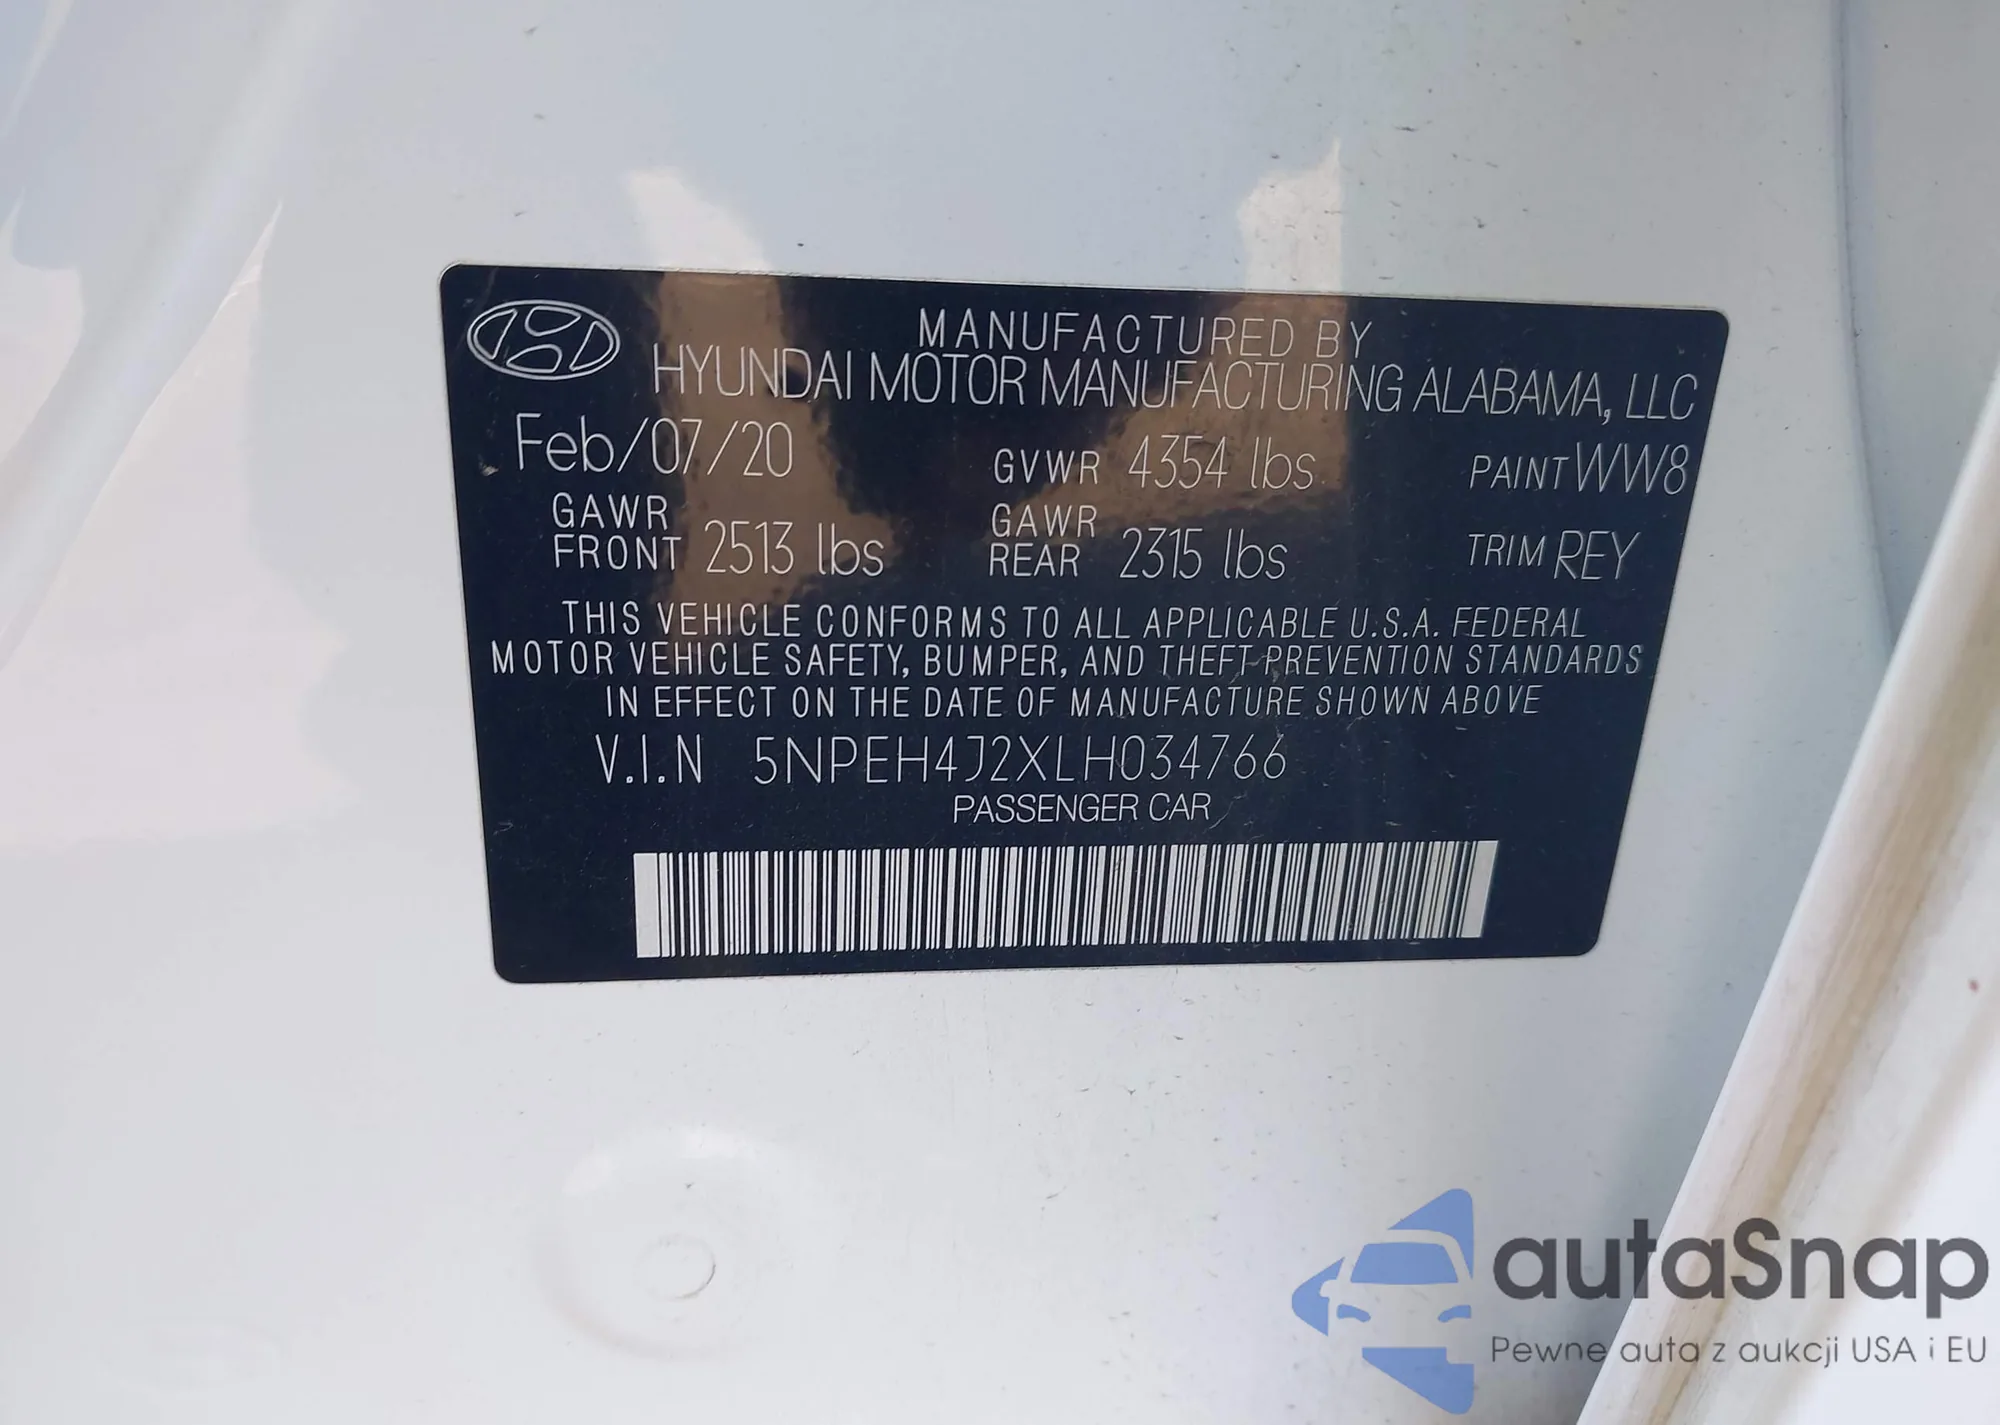 MANUFACTURED BY
HYUNDAI MOTOR MANUFACTURING ALABAMA, LLC
Feb/07/20 GVWR 4354 lbs PAINT WW8
GAWR FRONT 2513 lbs GAWR REAR 2315 lbs TRIM REY
THIS VEHICLE CONFORMS TO ALL APPLICABLE U.S.A. FEDERAL
MOTOR VEHICLE SAFETY, BUMPER, AND THEFT PREVENTION STANDARDS
IN EFFECT ON THE DATE OF MANUFACTURE SHOWN ABOVE
V.I.N 5NPEH4J2XLH034766
PASSENGER CAR
autaSnap
Pewne auta z aukcji USA i EU